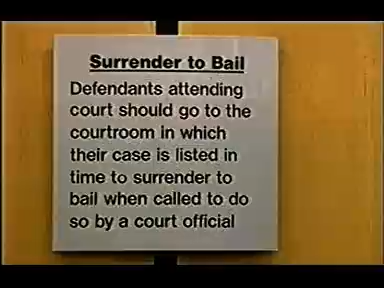 Surrender to Bail
Defendants attending
court should go to the
courtroom in which
their case is listed in
time to surrender to
bail when called to do
so by a court official